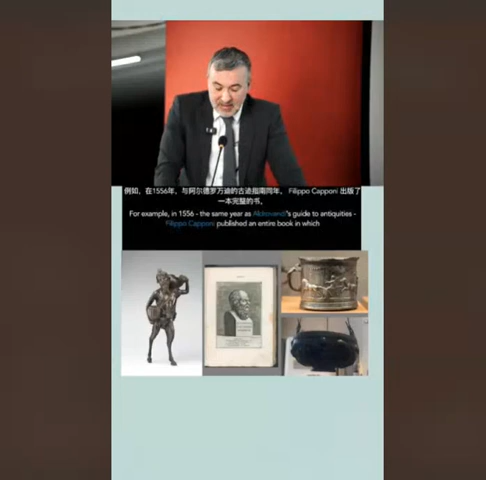 例如，在1556年，与阿尔德罗万迪的古迹指南同年， Filippo Capponi 出版了
一本完整的书，
For example, in 1556 - the same year as Aldrovandi's guide to antiquities -
Filippo Capponi published an entire book in which